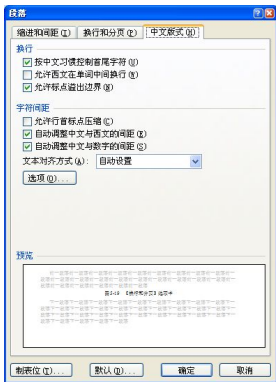 段落
缩进和间距(I) 换行和分页(P) 中文版式(H)
换行
按中文习惯控制首尾字符(U)
允许西文在单词中间换行(W)
允许标点溢出边界(N)
字符间距
允许行首标点压缩(C)
自动调整中文与西文的间距(E)
自动调整中文与数字的间距(S)
文本对齐方式(A): 自动设置
选项(O)...
预览
制表位(T)... 默认(D)... 确定 取消